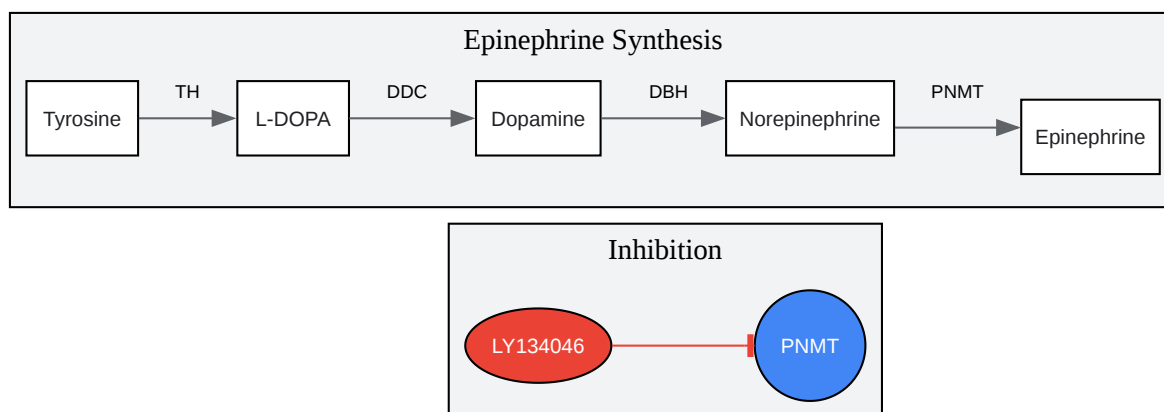 Epinephrine Synthesis
TH
DDC
DBH
PNMT
Tyrosine
L-DOPA
Dopamine
Norepinephrine
Epinephrine
Inhibition
LY134046
PNMT